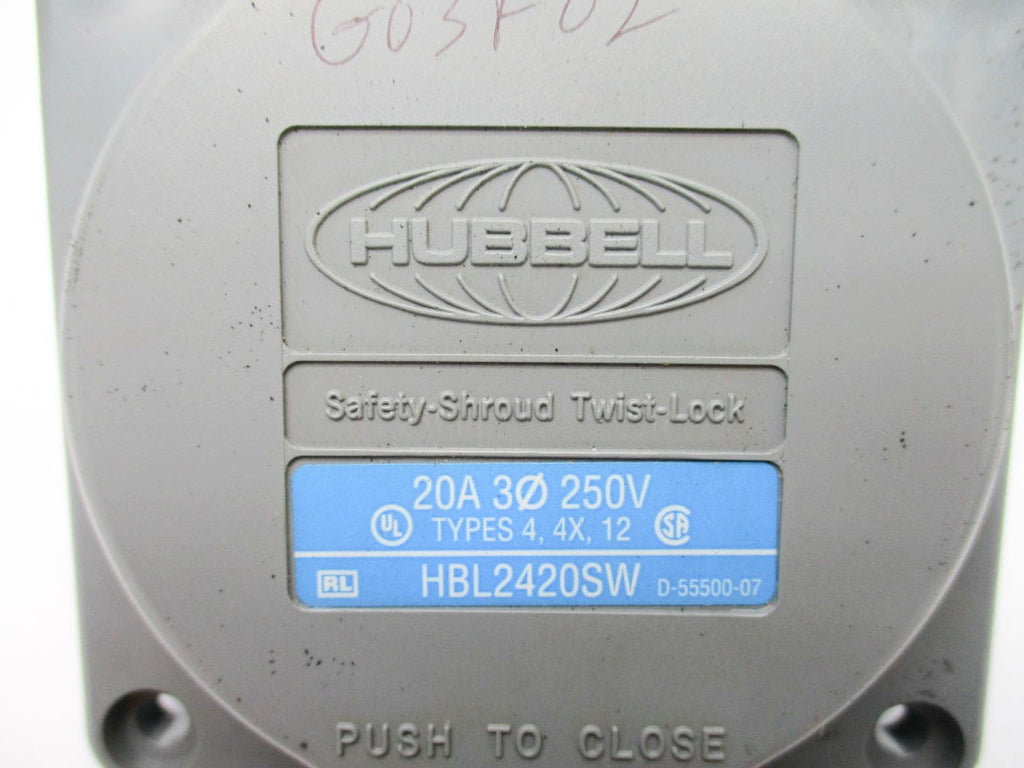 G03F02
HUBBELL
Safety-Shroud Twist-Lock
20A 3Ø 250V
UL TYPES 4, 4X, 12 SA
RL HBL2420SW D-55500-07
PUSH TO CLOSE